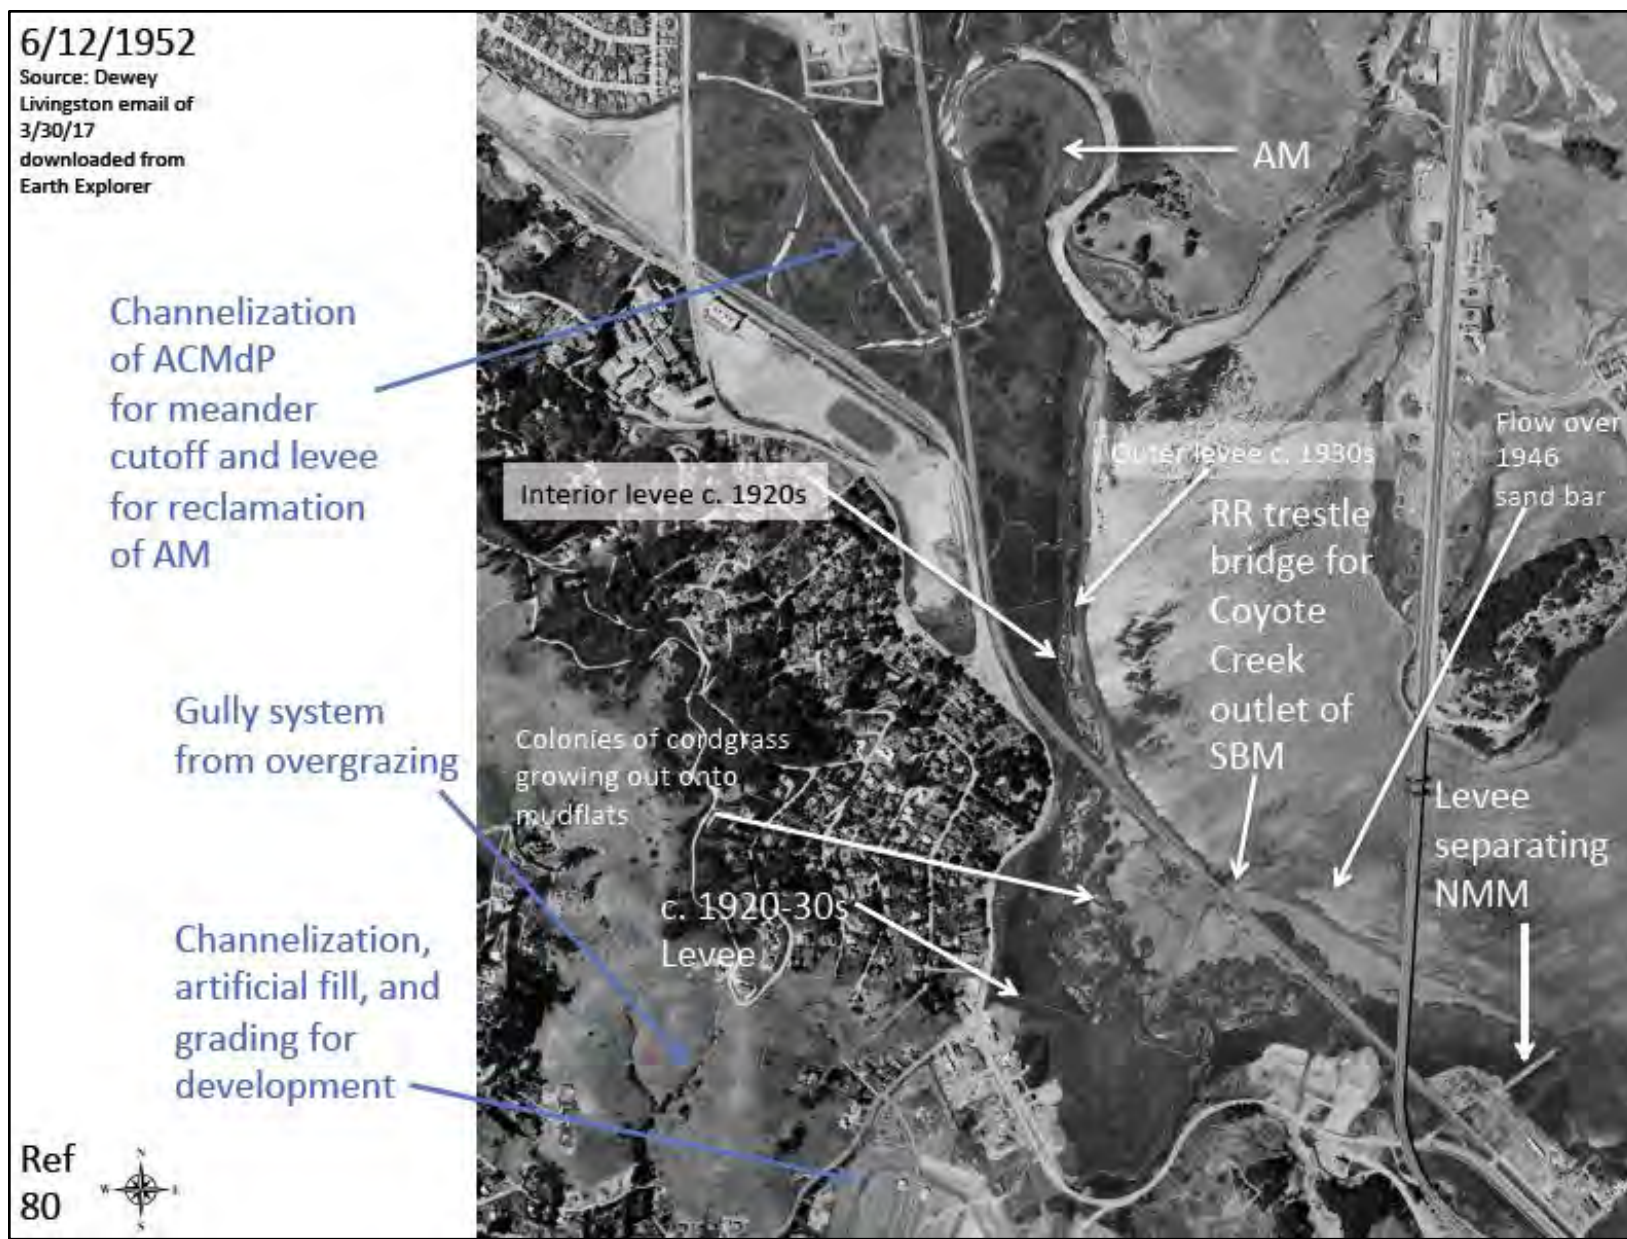 6/12/1952
Source: Dewey
Livingston email of
3/30/17
downloaded from
Earth Explorer
AM
Channelization
of ACMdP
for meander
cutoff and levee
for reclamation
of AM
Flow over
1946
sand bar
Outer levee c. 1930s
Interior levee c. 1920s
RR trestle
bridge for
Coyote
Creek
outlet of
SBM
Gully system
from overgrazing
Colonies of cordgrass
growing out onto
mudflats
Levee
separating
NMM
c. 1920-30s
Levee
Channelization,
artificial fill, and
grading for
development
Ref
80
N
W E
S